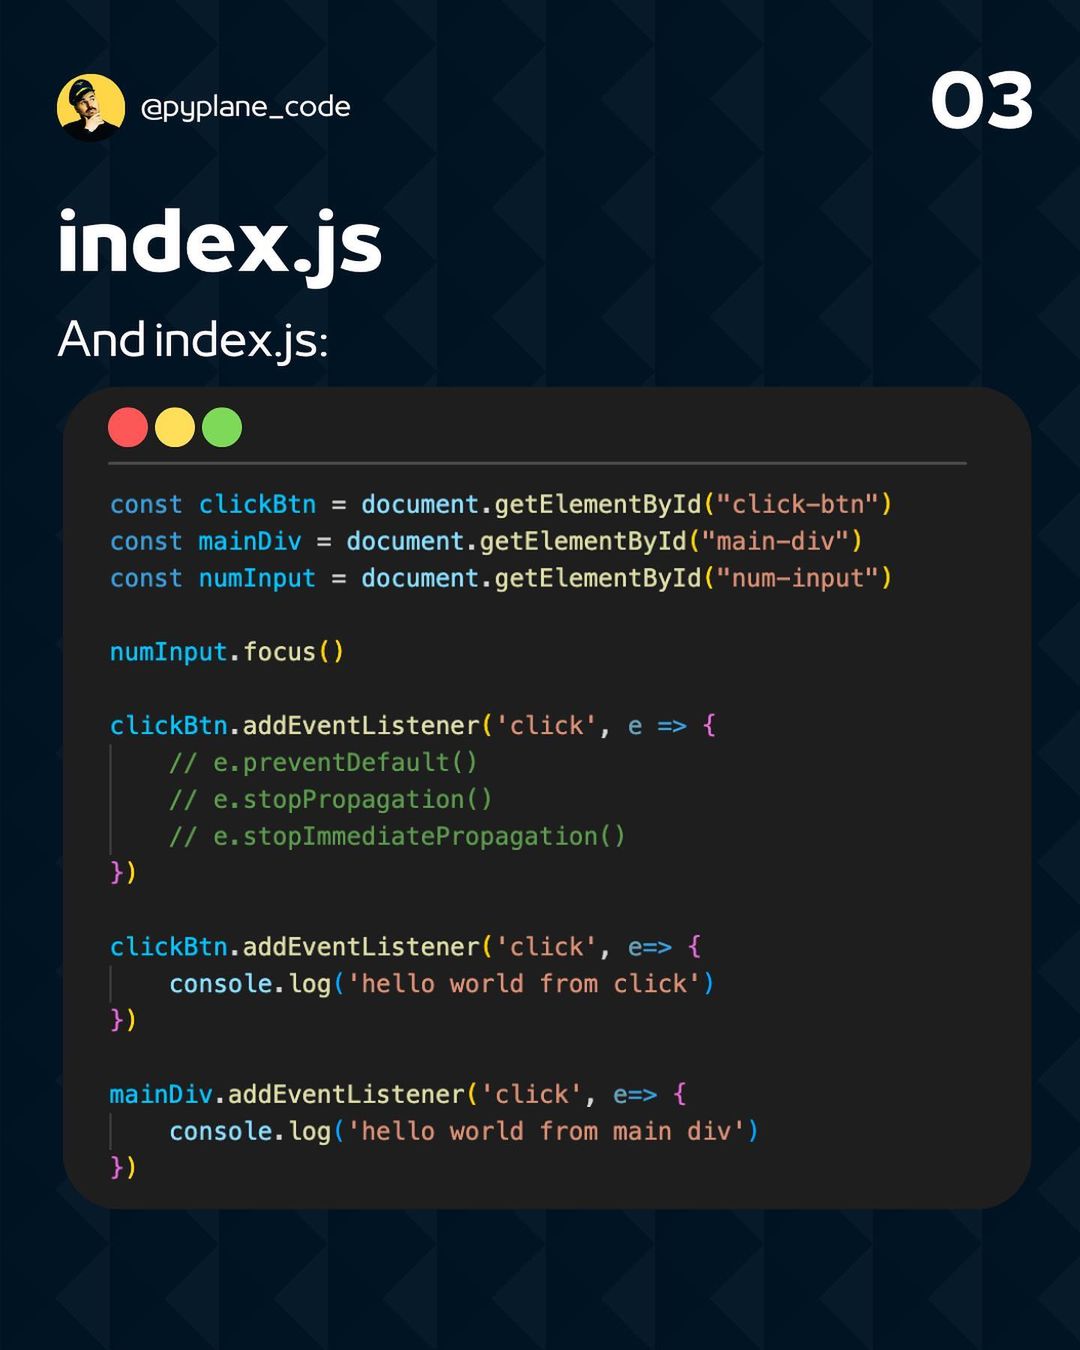 @pyplane_code
03
index.js
And index.js:
const clickBtn = document.getElementById("click-btn")
const mainDiv = document.getElementById("main-div")
const numInput = document.getElementById("num-input")
numInput.focus()
clickBtn.addEventListener('click', e => {
    // e.preventDefault()
    // e.stopPropagation()
    // e.stopImmediatePropagation()
})
clickBtn.addEventListener('click', e=> {
    console.log('hello world from click')
})
mainDiv.addEventListener('click', e=> {
    console.log('hello world from main div')
})